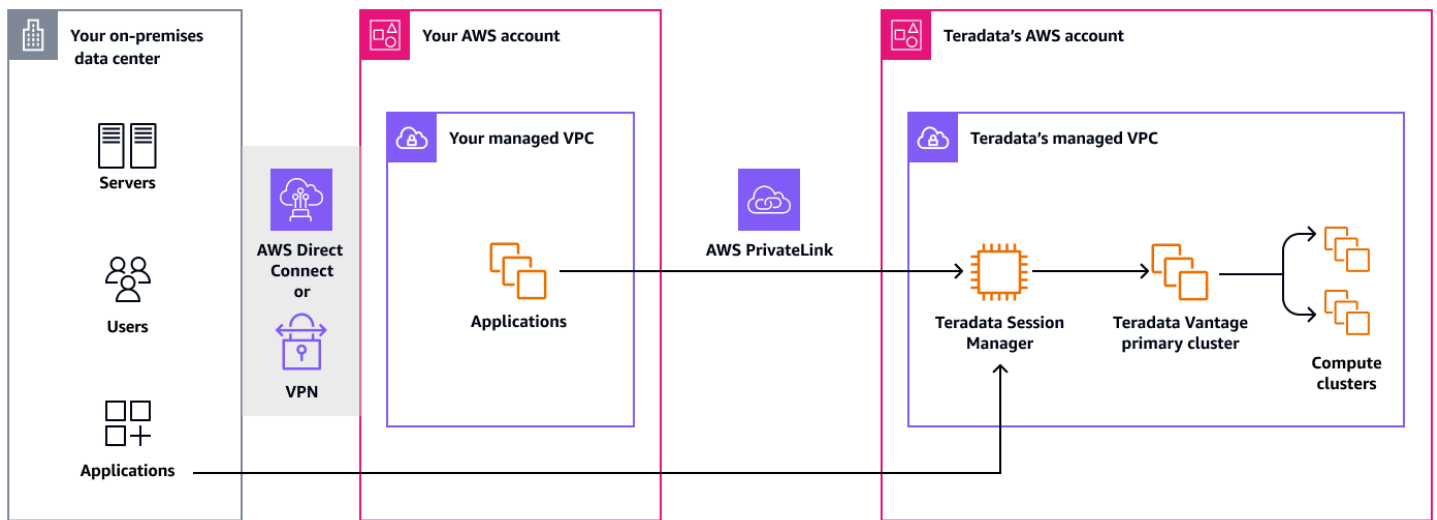 Your on-premises
data center
Servers
Users
Applications
AWS Direct
Connect
or
VPN
Your AWS account
Your managed VPC
Applications
AWS PrivateLink
Teradata’s AWS account
Teradata’s managed VPC
Teradata Session
Manager
Teradata Vantage
primary cluster
Compute
clusters